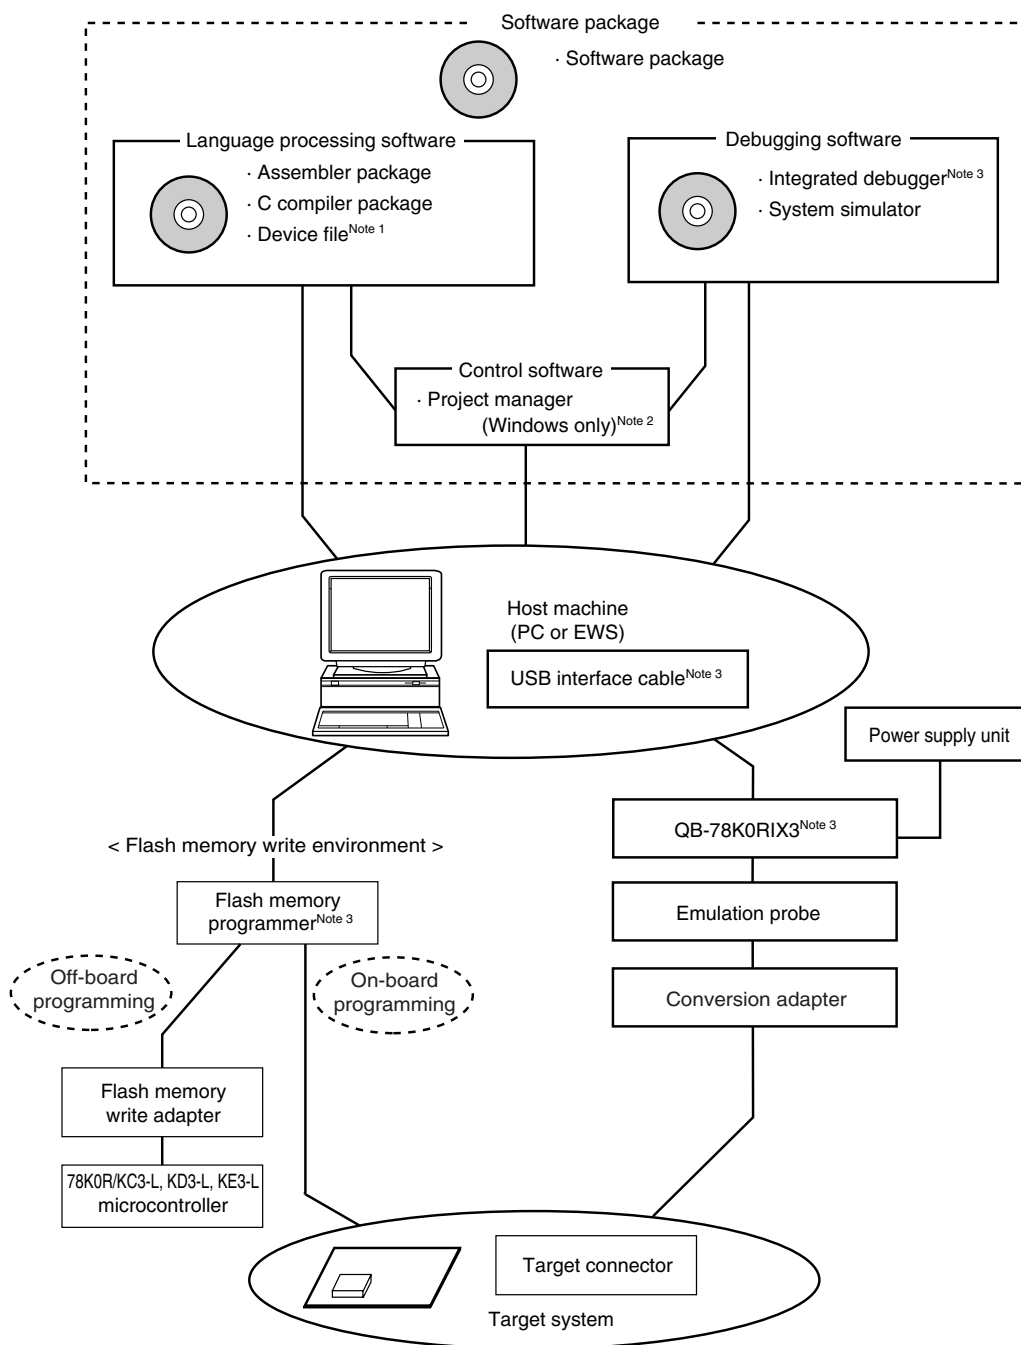 Software package
· Software package
Language processing software
· Assembler package
· C compiler package
· Device file Note 1
Debugging software
· Integrated debugger Note 3
· System simulator
Control software
· Project manager
(Windows only) Note 2
Host machine
(PC or EWS)
USB interface cable Note 3
Power supply unit
QB-78K0RIX3 Note 3
< Flash memory write environment >
Flash memory
programmer Note 3
Emulation probe
Off-board
programming
On-board
programming
Conversion adapter
Flash memory
write adapter
78K0R/KC3-L, KD3-L, KE3-L
microcontroller
Target connector
Target system